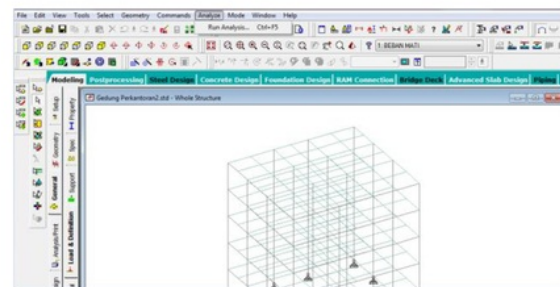 File Edit View Tools Select Geometry Commands Analyze Mode Window Help
Run Analysis... Ctrl+F5
1: BEBAN MATI
Modeling Postprocessing Steel Design Concrete Design Foundation Design RAM Connection Bridge Deck Advanced Slab Design Piping
Gedung Perkantoran2.std - Whole Structure
Setup
Geometry
General
Analysis/Print
Property
Spec
Support
Load & Definition